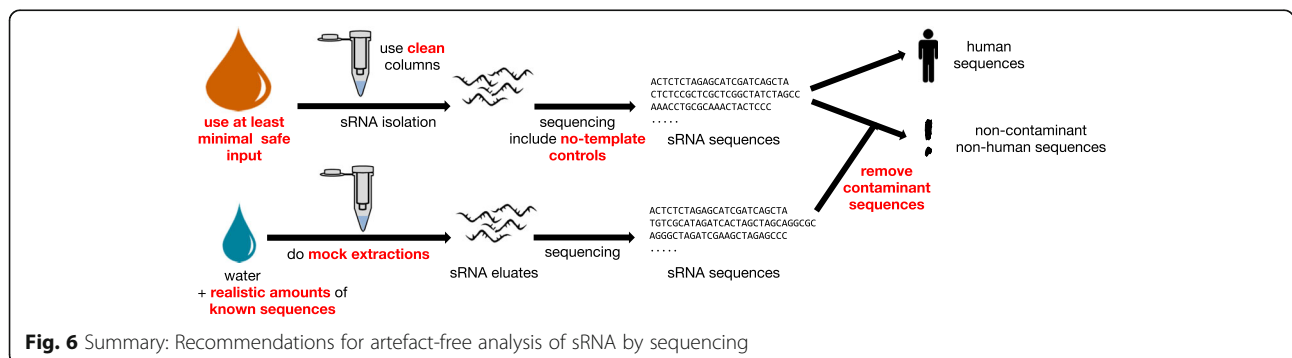 use clean
columns
use at least
minimal safe
input
sRNA isolation
sequencing
include no-template
controls
ACTCTCTAGAGCATCGATCAGCTA
CTCTCCGCTCGCTCGGCTATCTAGCC
AAACCTGCGCAAACTACTCCC
.....
sRNA sequences
human
sequences
non-contaminant
non-human sequences
remove
contaminant
sequences
water
+ realistic amounts of
known sequences
do mock extractions
sRNA eluates
sequencing
ACTCTCTAGAGCATCGATCAGCTA
TGTCGCATAGATCACTAGCTAGCAGGCGC
AGGGCTAGATCGAAGCTAGAGCCC
.....
sRNA sequences
Fig. 6 Summary: Recommendations for artefact-free analysis of sRNA by sequencing